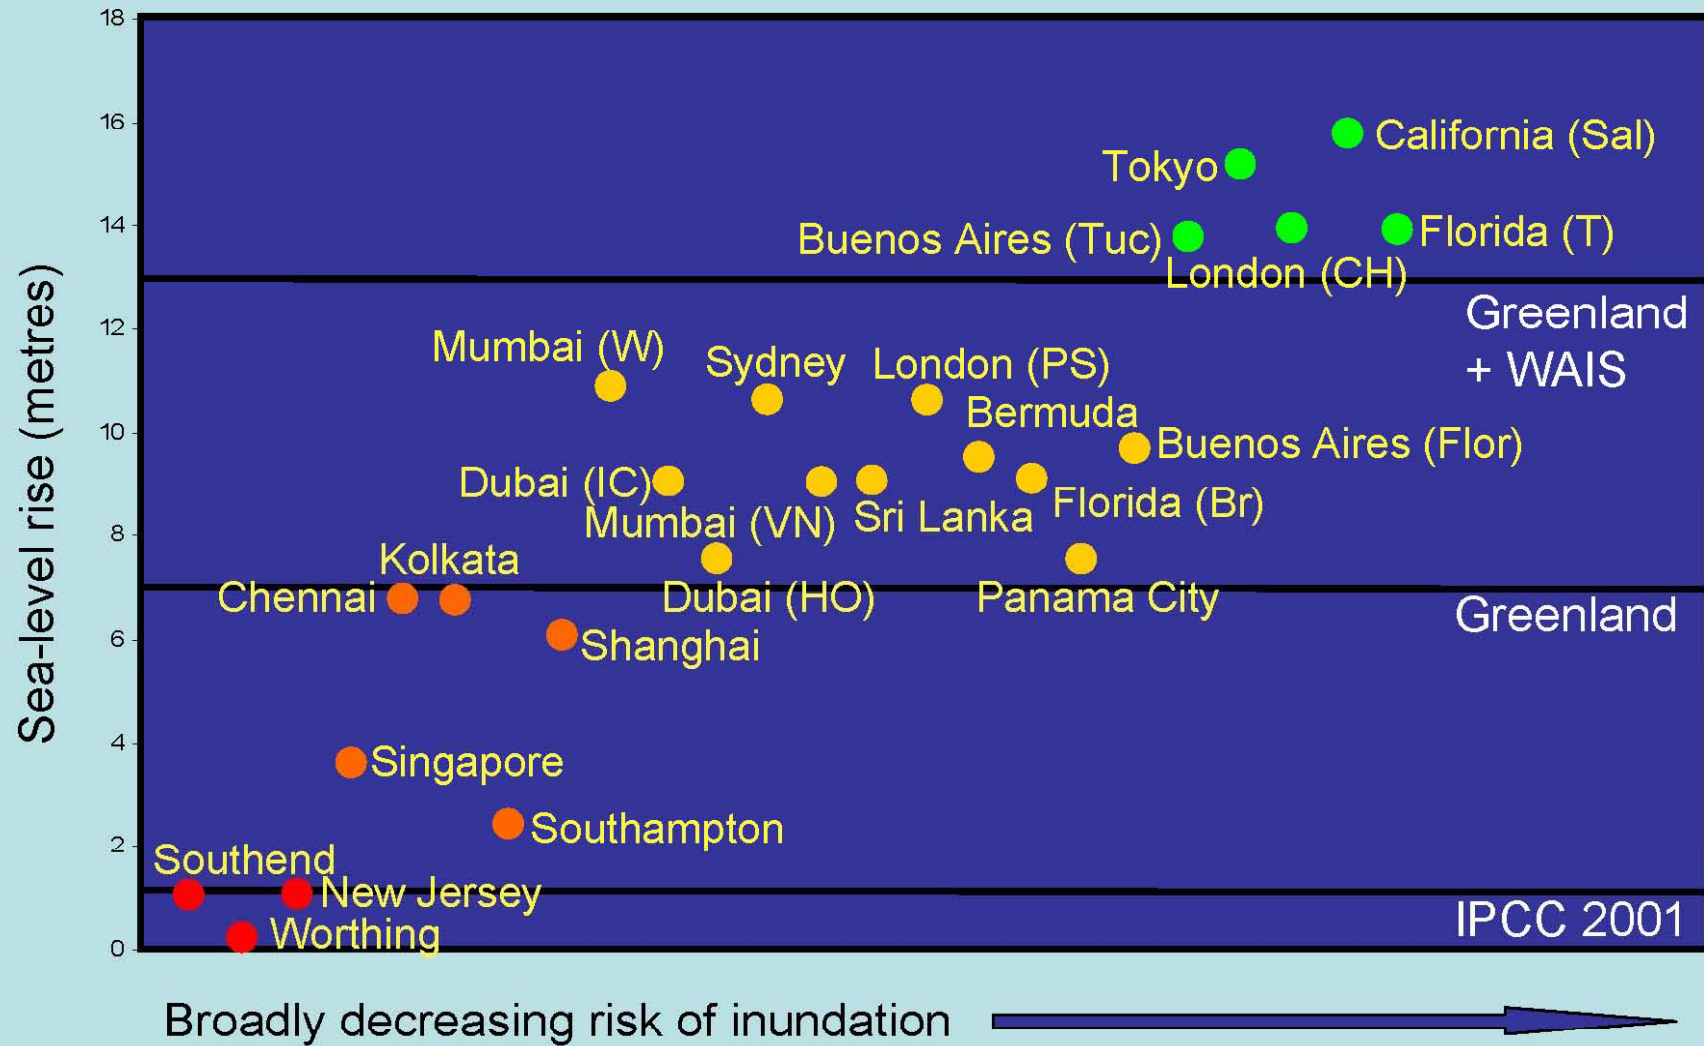 18
16
14
12
10
8
6
4
2
0
Sea-level rise (metres)
California (Sal)
Tokyo
Buenos Aires (Tuc)
Florida (T)
London (CH)
Greenland
+ WAIS
Mumbai (W)
Sydney
London (PS)
Bermuda
Buenos Aires (Flor)
Dubai (IC)
Mumbai (VN)
Sri Lanka
Florida (Br)
Kolkata
Chennai
Dubai (HO)
Panama City
Greenland
Shanghai
Singapore
Southampton
Southend
New Jersey
Worthing
IPCC 2001
Broadly decreasing risk of inundation